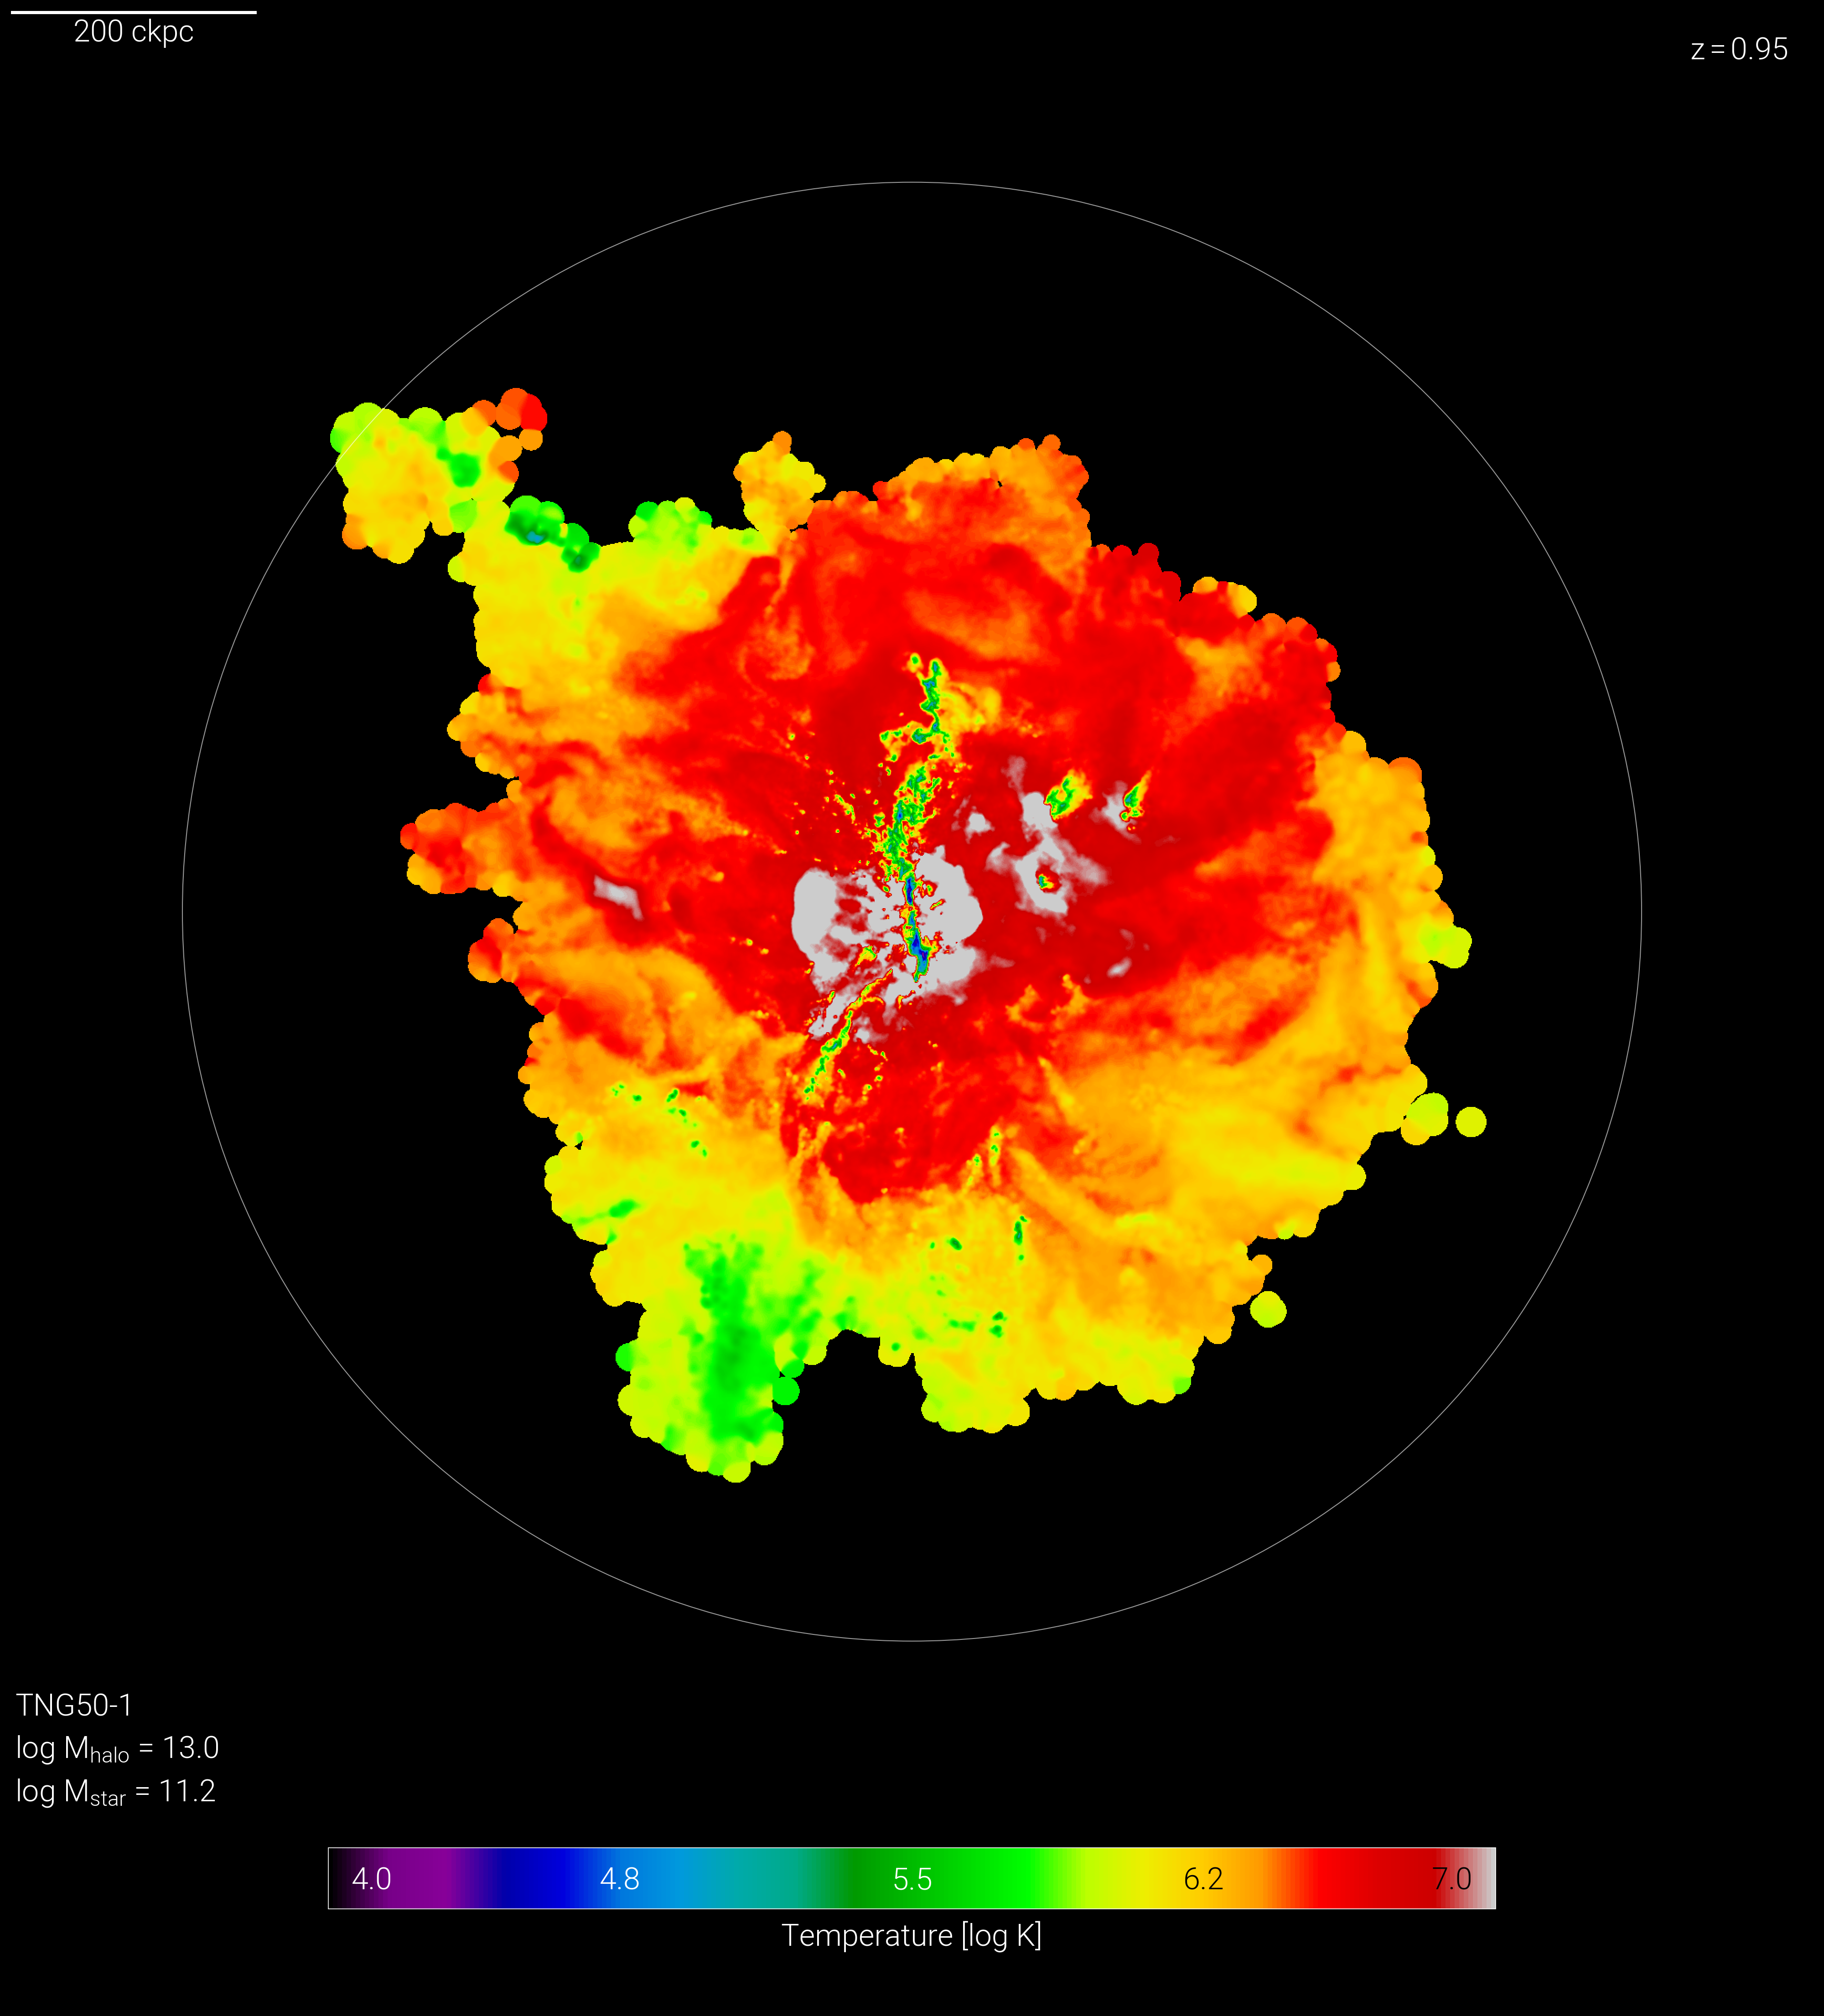 200 ckpc
z = 0.95
TNG50-1
log Mhalo = 13.0
log Mstar = 11.2
4.0 4.8 5.5 6.2 7.0
Temperature [log K]